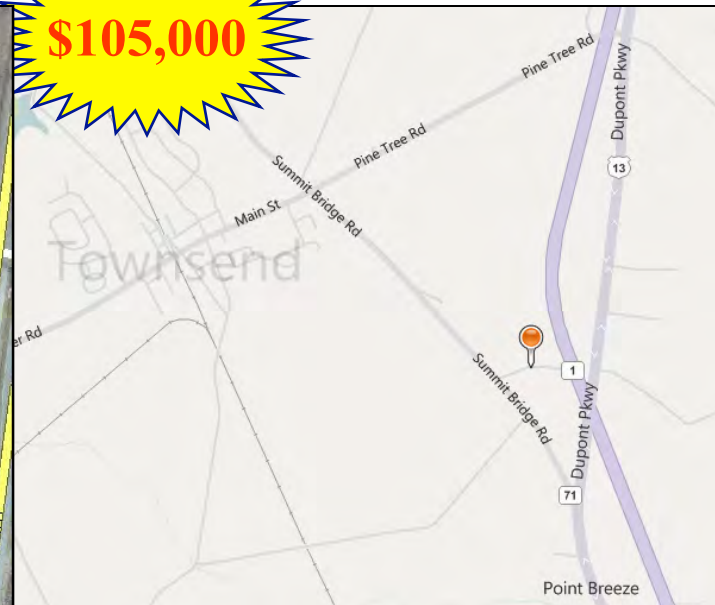 $105,000
Pine Tree Rd
Dupont Pkwy
13
Pine Tree Rd
Summit Bridge Rd
Main St
Townsend
er Rd
1
Summit Bridge Rd
Dupont Pkwy
71
Point Breeze